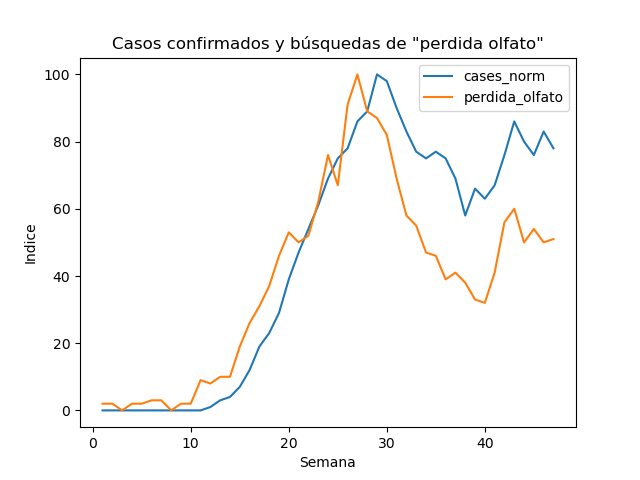 Casos confirmados y búsquedas de "perdida olfato"
cases_norm
perdida_olfato
Indice
100
80
60
40
20
0
0 10 20 30 40
Semana